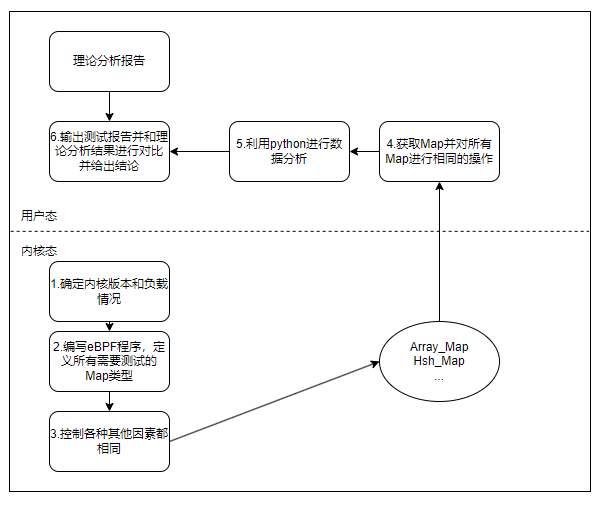 理论分析报告
6.输出测试报告并和理
论分析结果进行对比
并给出结论
5.利用python进行数
据分析
4.获取Map并对所有
Map进行相同的操作
用户态
内核态
1.确定内核版本和负载
情况
2.编写eBPF程序，定
义所有需要测试的
Map类型
3.控制各种其他因素都
相同
Array_Map
Hsh_Map
...